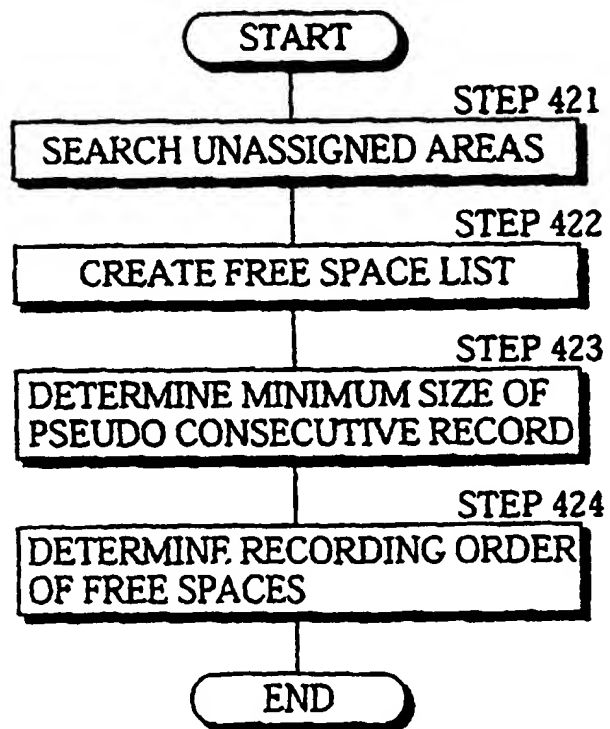 START
STEP 421
SEARCH UNASSIGNED AREAS
STEP 422
CREATE FREE SPACE LIST
STEP 423
DETERMINE MINIMUM SIZE OF
PSEUDO CONSECUTIVE RECORD
STEP 424
DETERMINE RECORDING ORDER
OF FREE SPACES
END